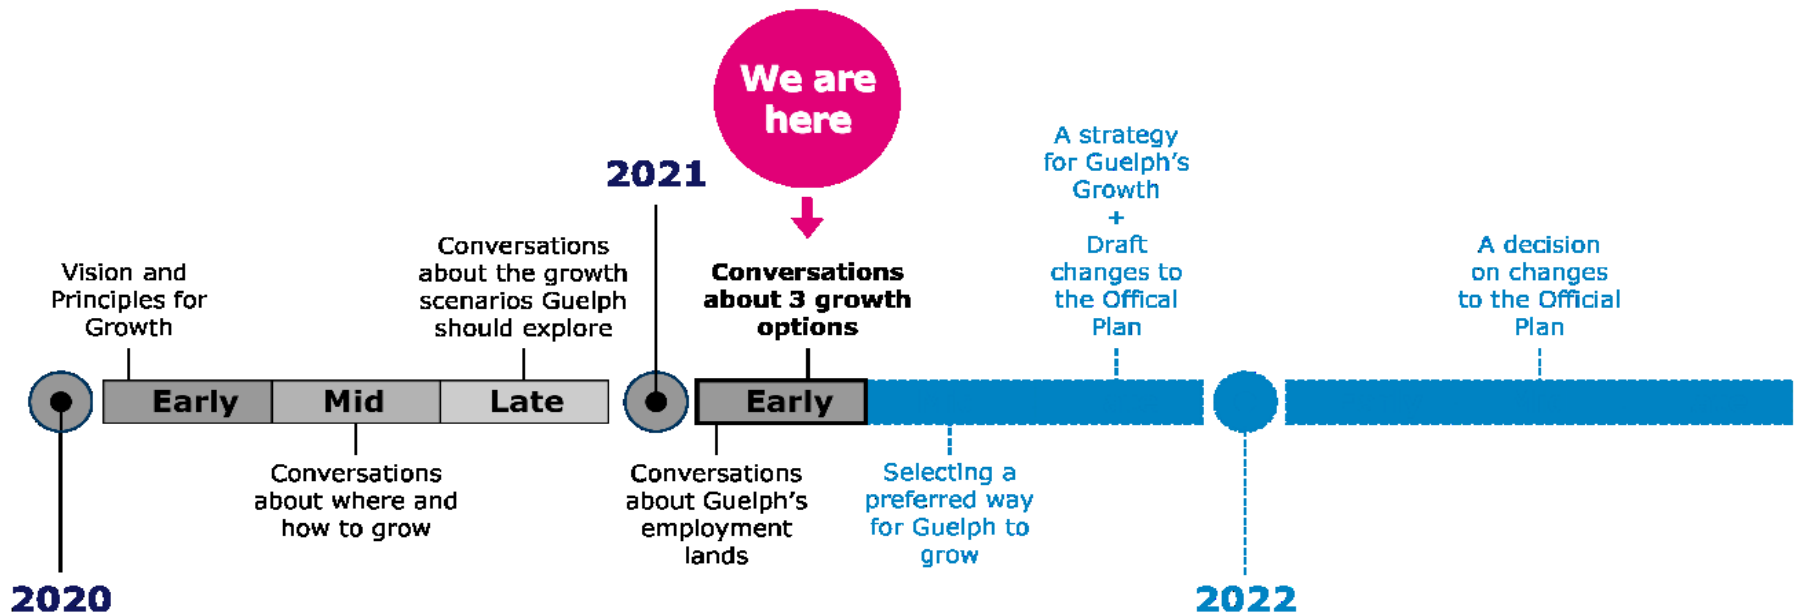 We are
here
2021
A strategy
for Guelph's
Growth
+
Draft
changes to
the Offical
Plan
Vision and
Principles for
Growth
Conversations
about the growth
scenarios Guelph
should explore
Conversations
about 3 growth
options
A decision
on changes
to the Official
Plan
Early
Mid
Late
Early
Conversations
about where and
how to grow
Conversations
about Guelph's
employment
lands
Selecting a
preferred way
for Guelph to
grow
2020
2022